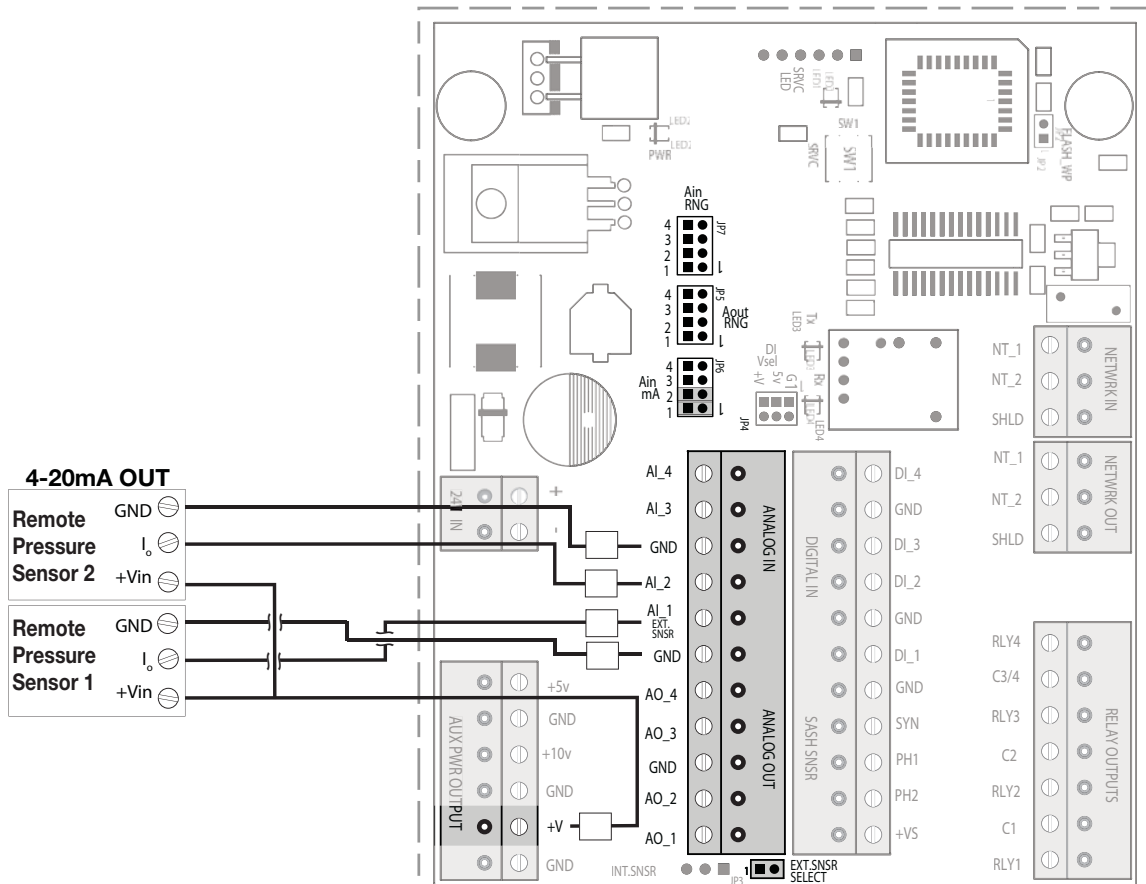 4-20mA OUT
Remote Pressure Sensor 2
GND
Io
+Vin
Remote Pressure Sensor 1
GND
Io
+Vin
24V IN
+
-
AUX PWR OUTPUT
+5v
GND
+10v
GND
+V
GND
LED2
LED2
PWR
SRVC LED
LED1
SW1
SRVC
SW1
FLASH_WP
JP2
1
Ain RNG
4
3
2
1
JP7
1
4
3
2
1
JP5
Aout RNG
1
Ain mA
4
3
2
1
JP6
1
DI Vsel
+V
5v
G1
JP4
Tx
LED3
Rx
LED4
AI_4
AI_3
GND
AI_2
AI_1
EXT. SNSR
GND
AO_4
AO_3
GND
AO_2
AO_1
ANALOG IN
ANALOG OUT
DIGITAL IN
SASH SNSR
DI_4
GND
DI_3
DI_2
GND
DI_1
GND
SYN
PH1
PH2
+VS
INT.SNSR
JP3
1
EXT.SNSR SELECT
NT_1
NT_2
SHLD
NETWRK IN
NT_1
NT_2
SHLD
NETWRK OUT
RLY4
C3/4
RLY3
C2
RLY2
C1
RLY1
RELAY OUTPUTS